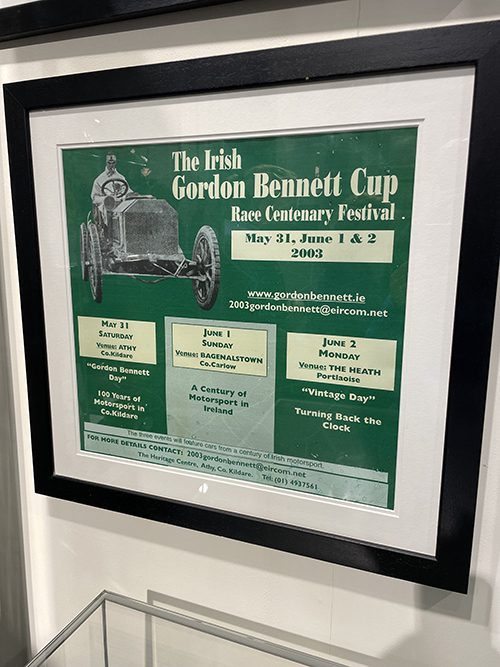 The Irish
Gordon Bennett Cup
Race Centenary Festival
May 31, June 1 & 2
2003
www.gordonbennett.ie
2003gordonbennett@eircom.net
MAY 31
SATURDAY
VENUE: ATHY
Co.Kildare
"Gordon Bennett
Day"
100 Years of
Motorsport in
Co.Kildare
JUNE 1
SUNDAY
VENUE: BAGENALSTOWN
Co.Carlow
A Century of
Motorsport in
Ireland
JUNE 2
MONDAY
VENUE: THE HEATH
Portlaoise
"Vintage Day"
Turning Back the
Clock
The three events will feature cars from a century of Irish motorsport.
FOR MORE DETAILS CONTACT: 2003gordonbennett@eircom.net
The Heritage Centre, Athy, Co. Kildare. Tel: (01) 4937561